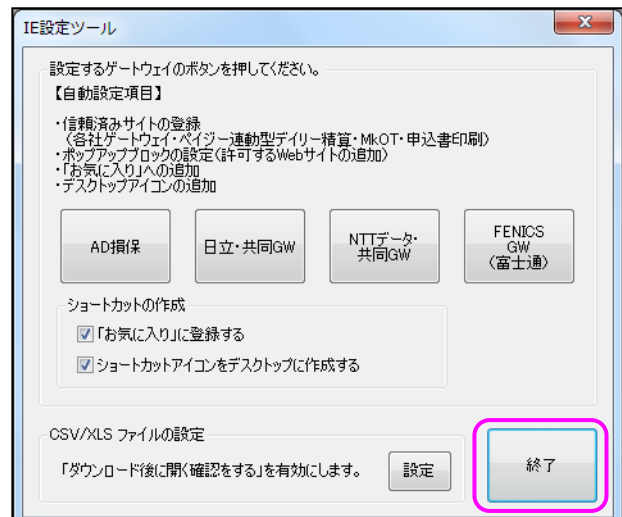 IE設定ツール
設定するゲートウェイのボタンを押してください。
【自動設定項目】
・信頼済みサイトの登録
（各社ゲートウェイ・ペイジー連動型デイリー精算・MkOT・申込書印刷）
・ポップアップブロックの設定（許可するWebサイトの追加）
・「お気に入り」への追加
・デスクトップアイコンの追加
AD損保
日立・共同GW
NTTデータ・
共同GW
FENICS
GW
（富士通）
ショートカットの作成
「お気に入り」に登録する
ショートカットアイコンをデスクトップに作成する
CSV/XLS ファイルの設定
「ダウンロード後に開く確認をする」を有効にします。
設定
終了